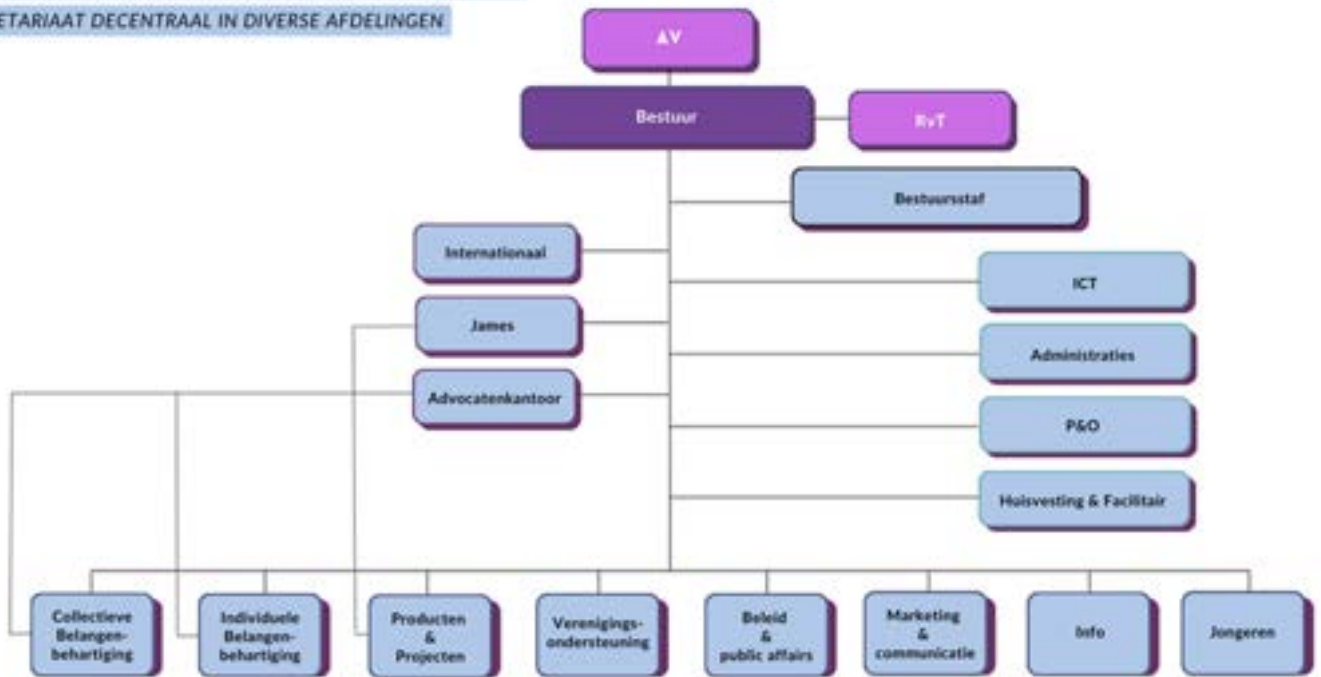 DECENTRAAL IN DIVERSE AFDELINGEN
AV
Bestuur
RvT
Bestuursstaf
Internationaal
ICT
James
Administraties
Advocatenkantoor
P&O
Huisvesting & Facilitair
Collectieve
Belangen-
behartiging
Individuele
Belangen-
behartiging
Producten
&
Projecten
Verenigings-
ondersteuning
Beleid
&
public affairs
Marketing
&
communicatie
Info
Jongeren